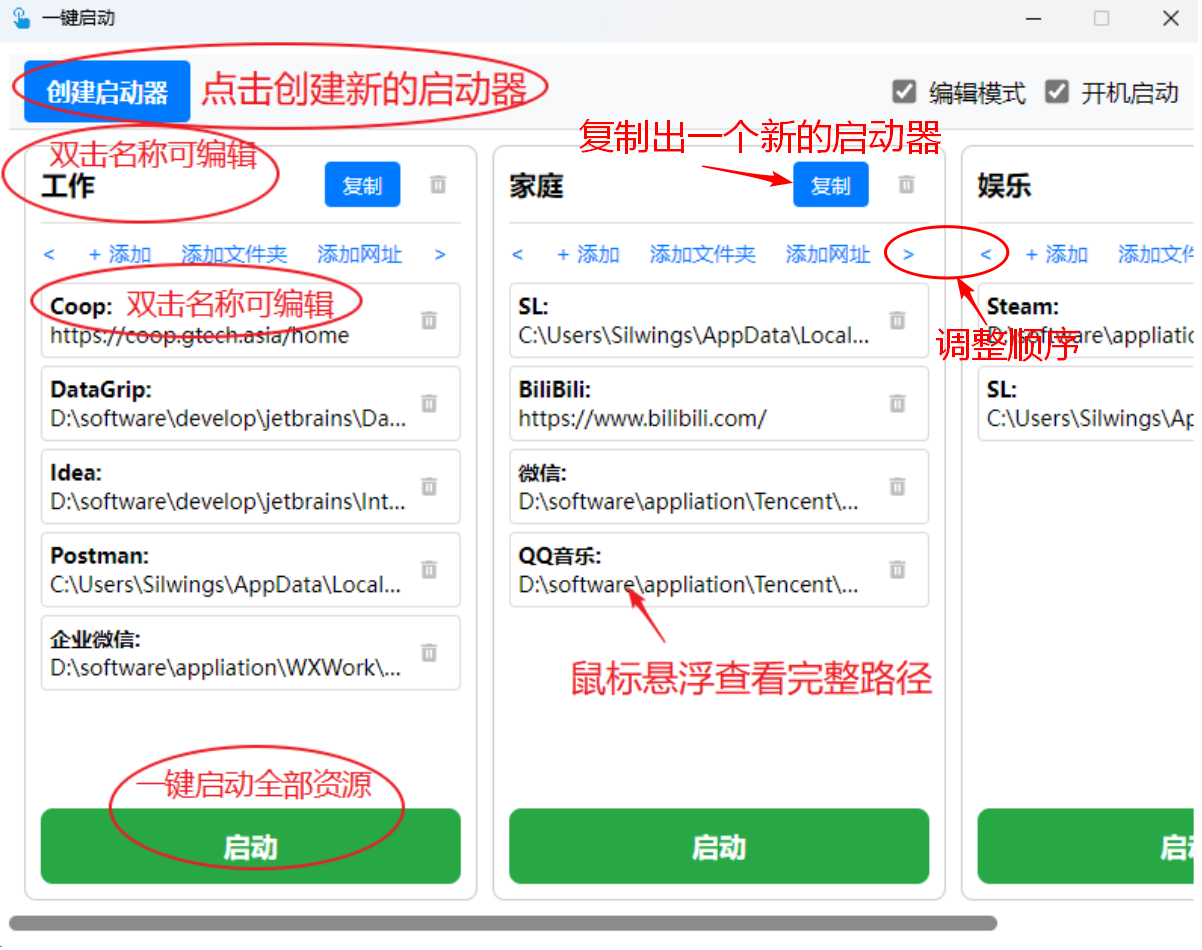 一键启动
创建启动器 点击创建新的启动器 编辑模式 开机启动
双击名称可编辑 复制出一个新的启动器
工作 复制 家庭 复制 娱乐
< + 添加 添加文件夹 添加网址 > < + 添加 添加文件夹 添加网址 > < + 添加 添加文件
Coop: 双击名称可编辑
https://coop.gtech.asia/home
DataGrip:
D:\software\develop\jetbrains\Da...
Idea:
D:\software\develop\jetbrains\Int...
Postman:
C:\Users\Silwings\AppData\Local...
企业微信:
D:\software\appliation\WXWork\...
一键启动全部资源
启动
SL:
C:\Users\Silwings\AppData\Local...
BiliBili:
https://www.bilibili.com/
微信:
D:\software\appliation\Tencent\...
QQ音乐:
D:\software\appliation\Tencent\...
鼠标悬浮查看完整路径
启动
Steam:
D:\software\appliatio
调整顺序
SL:
C:\Users\Silwings\Ap
启动